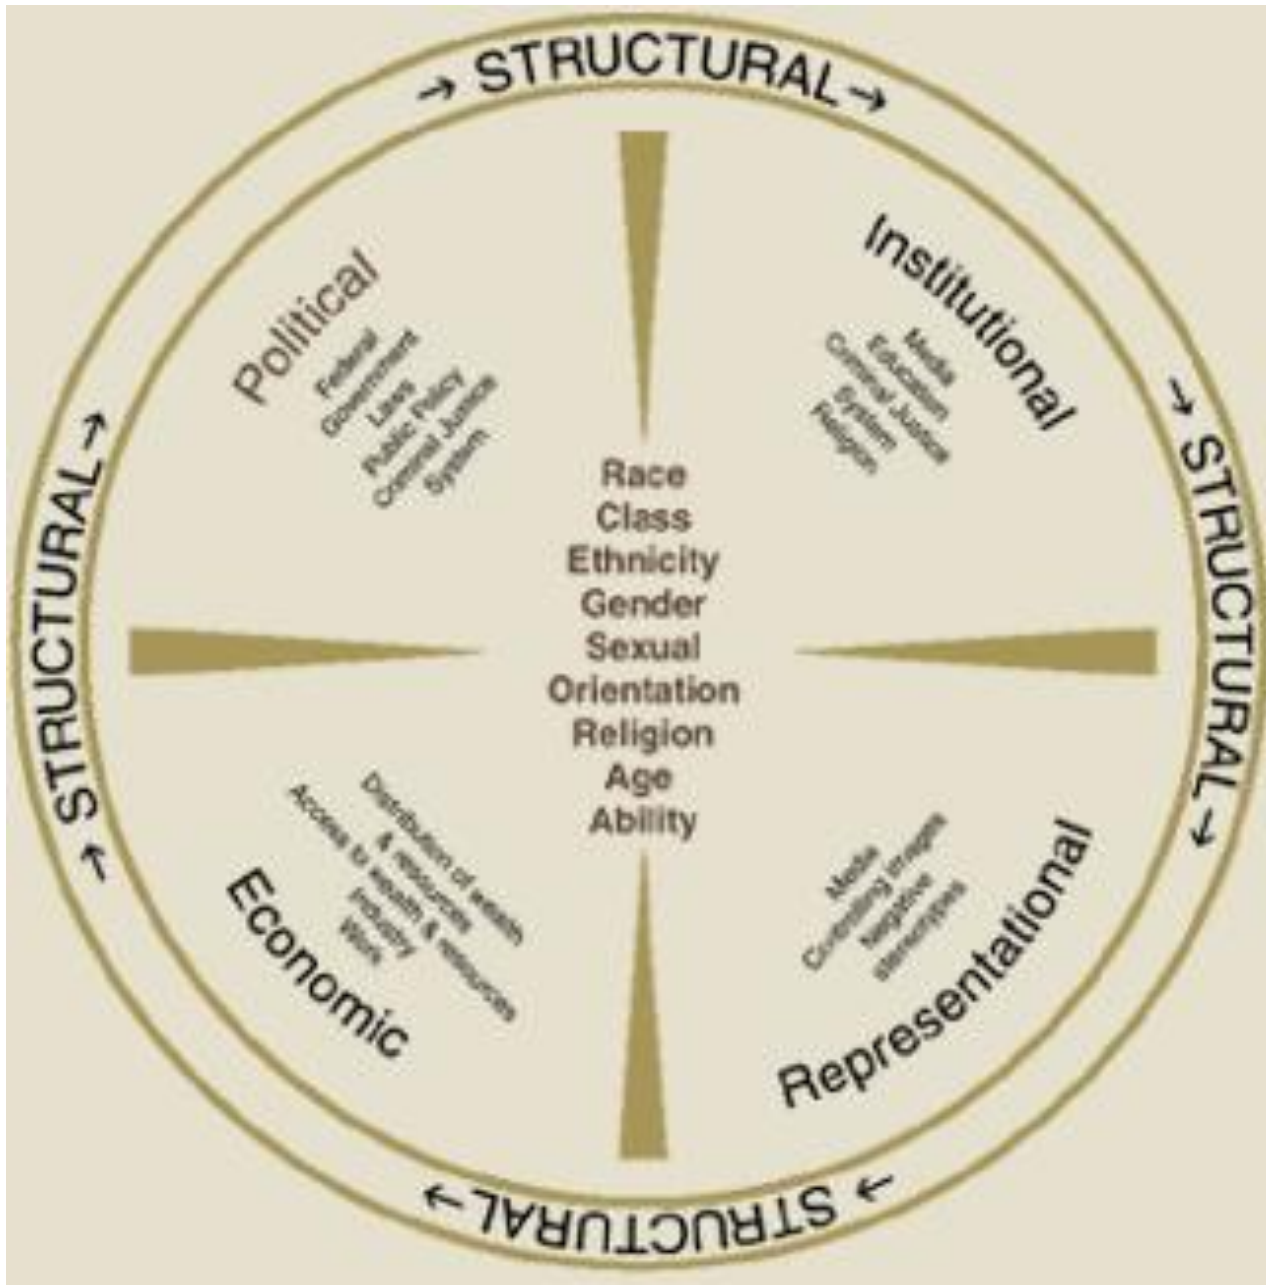 → STRUCTURAL →
Political
Federal
Government
Laws
Public Policy
Criminal Justice
System
Institutional
Media
Education
Criminal Justice
System
Religion
→ STRUCTURAL →
→ STRUCTURAL →
Race
Class
Ethnicity
Gender
Sexual
Orientation
Religion
Age
Ability
Distribution of wealth
& resources
Access to wealth & resources
Industry
Work
Economic
Media
Controlling images
Negative
stereotypes
Representational
→ STRUCTURAL →